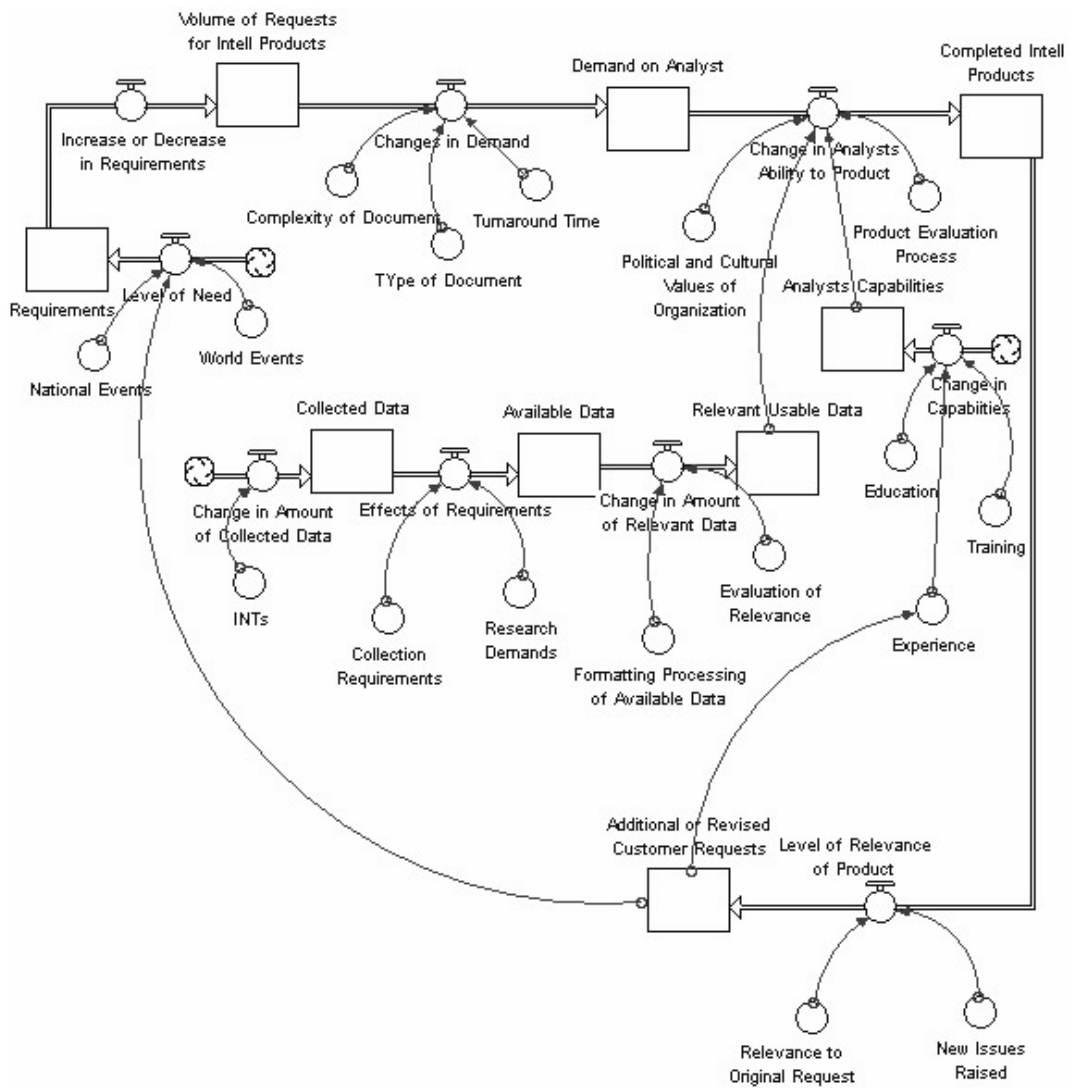 Volume of Requests
for Intell Products
Demand on Analyst
Completed Intell
Products
Increase or Decrease
in Requirements
Changes in Demand
Change in Analysts
Ability to Product
Complexity of Document
Turnaround Time
TYpe of Document
Product Evaluation
Process
Political and Cultural
Values of
Organization
Analysts Capabilities
Requirements
Level of Need
World Events
National Events
Change in
Capabities
Collected Data
Available Data
Relevant Usable Data
Education
Training
Change in Amount
of Collected Data
Effects of Requirements
Change in Amount
of Relevant Data
INTs
Collection
Requirements
Research
Demands
Evaluation of
Relevance
Formatting Processing
of Available Data
Experience
Additional or Revised
Customer Requests
Level of Relevance
of Product
Relevance to
Original Request
New Issues
Raised